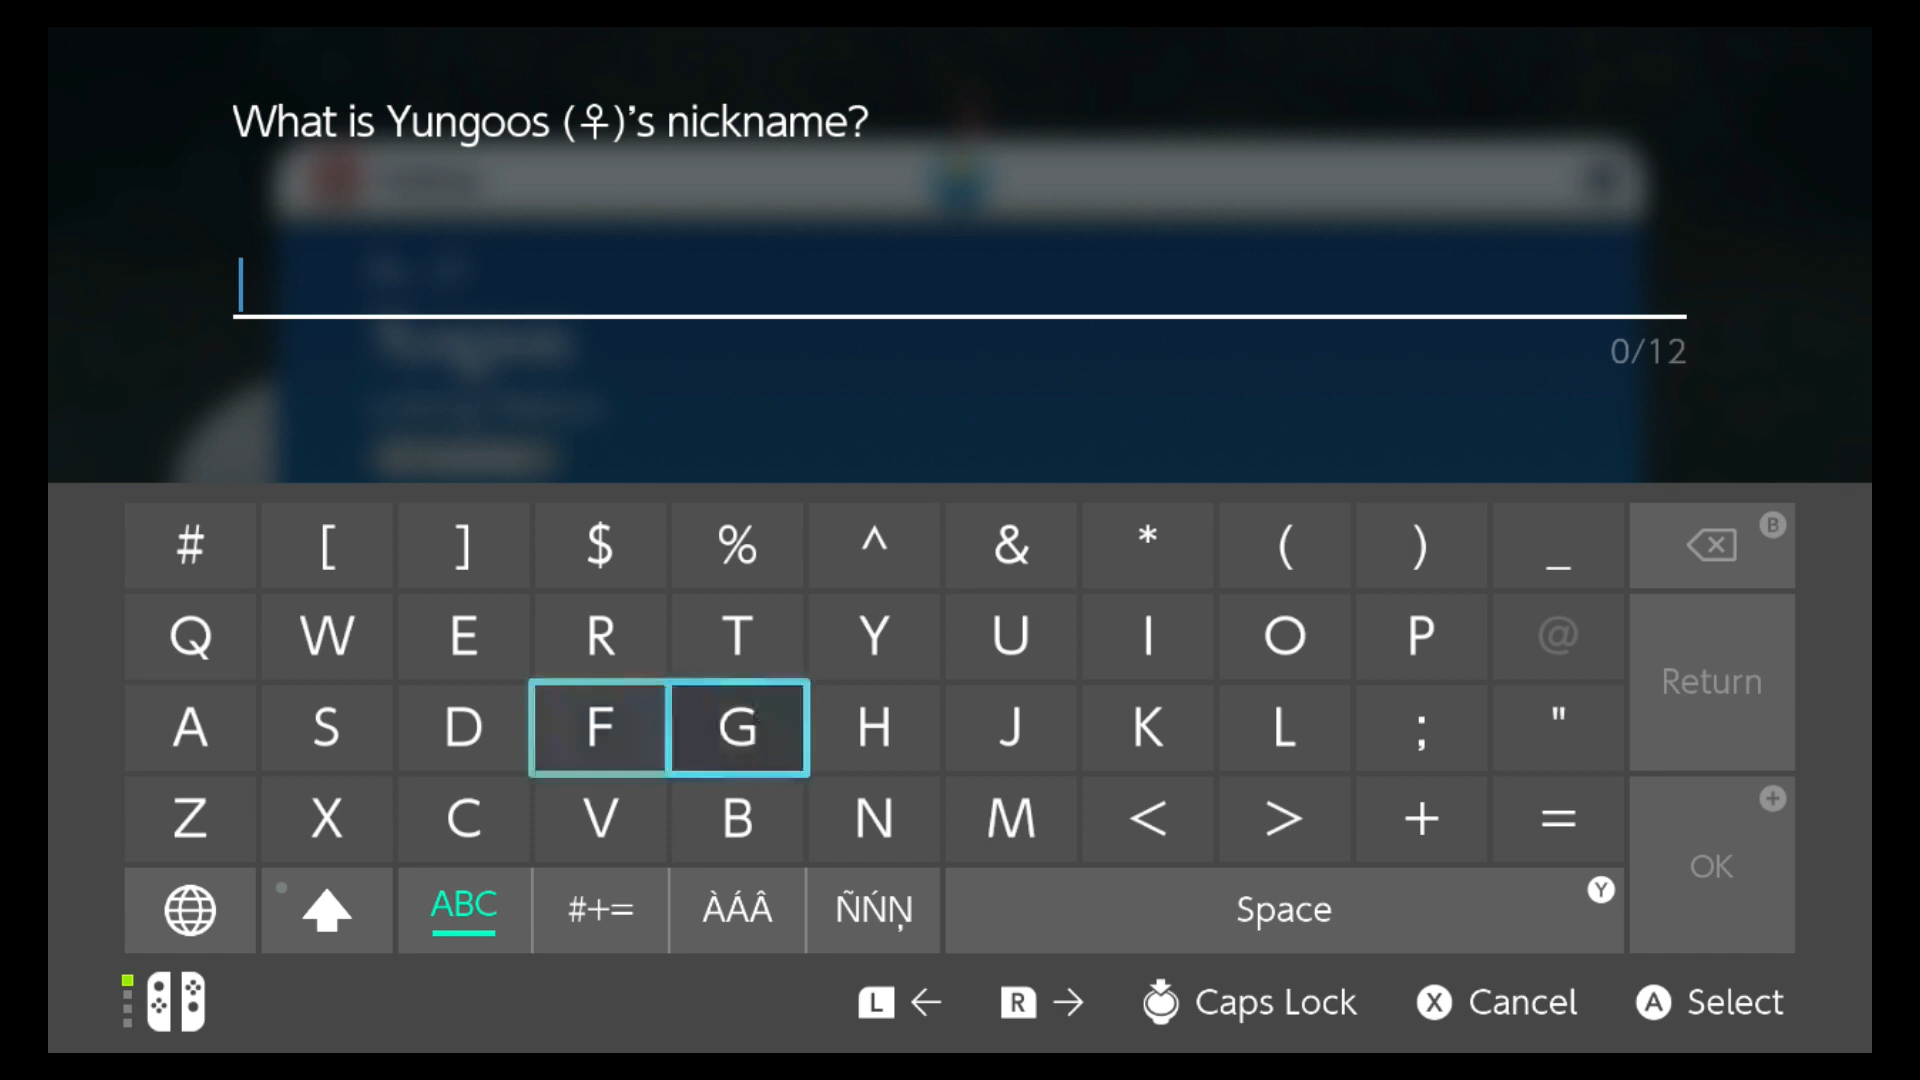 What is Yungoos (♀)'s nickname?
0/12
# [ ] $ % ^ & * ( ) _ B
Q W E R T Y U I O P @
Return
A S D F G H J K L ; "
Z X C V B N M < > + =
OK
ABC #+= ÀÁÂ ÑŃŅ Space Y
L ← R → Caps Lock X Cancel A Select